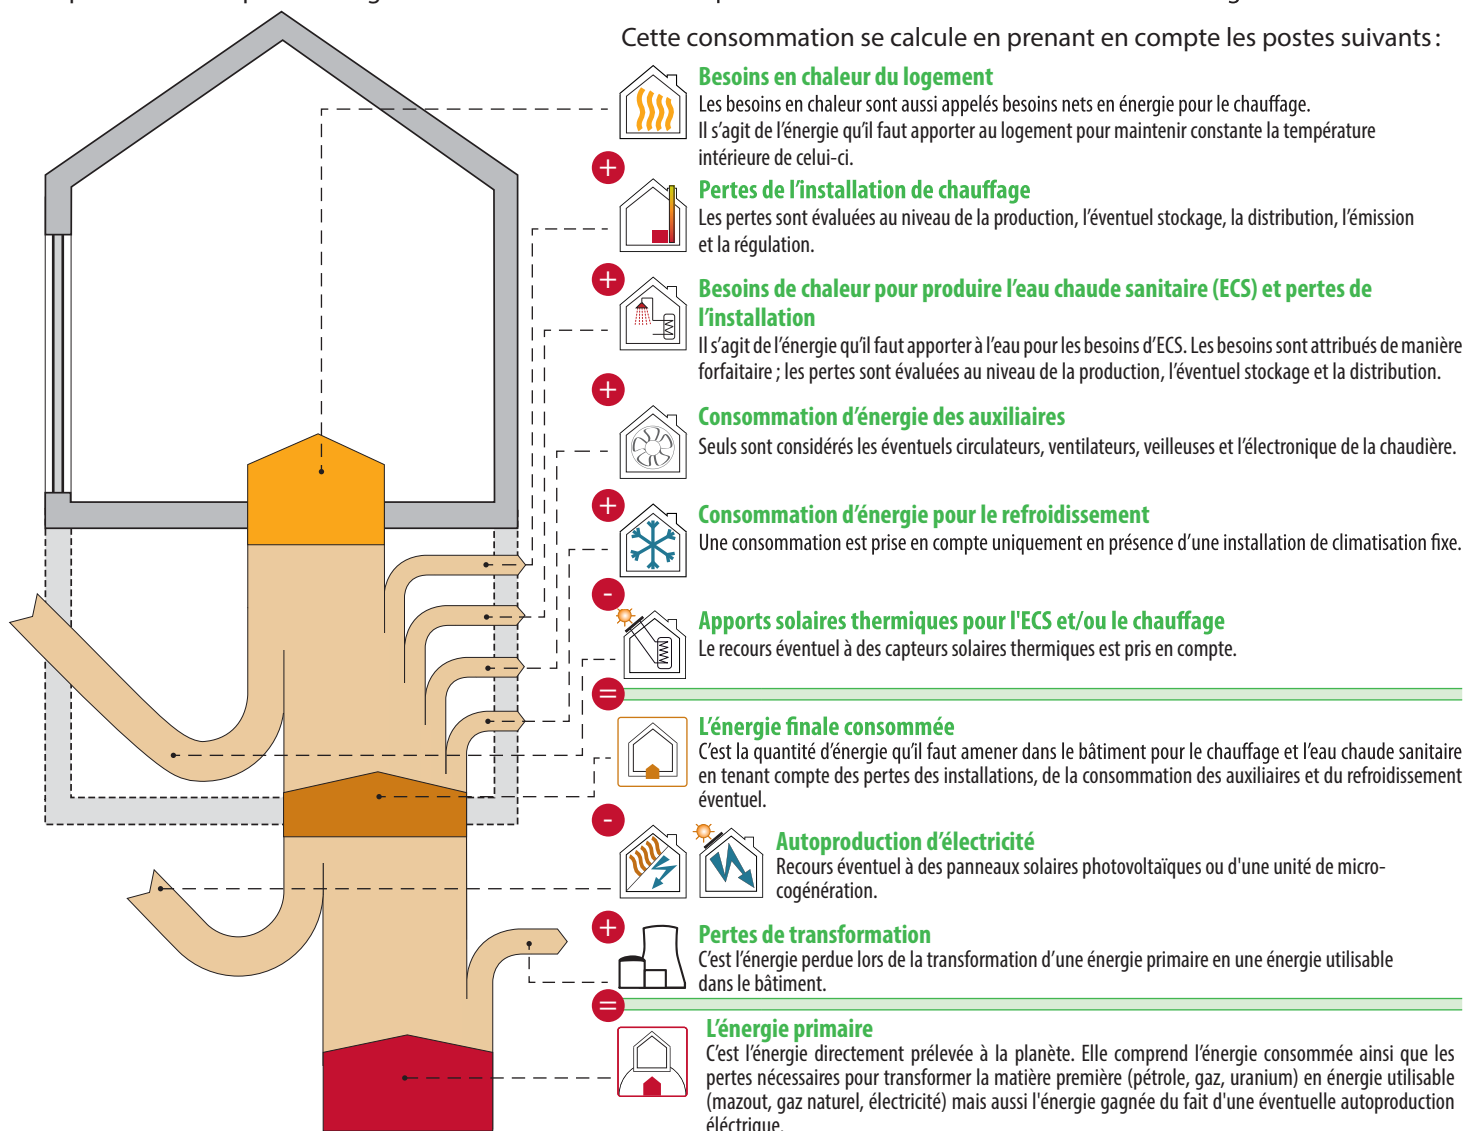 Cette consommation se calcule en prenant en compte les postes suivants :
Besoins en chaleur du logement
Les besoins en chaleur sont aussi appelés besoins nets en énergie pour le chauffage.
Il s'agit de l'énergie qu'il faut apporter au logement pour maintenir constante la température
intérieure de celui-ci.
+
Pertes de l'installation de chauffage
Les pertes sont évaluées au niveau de la production, l'éventuel stockage, la distribution, l'émission
et la régulation.
+
Besoins de chaleur pour produire l'eau chaude sanitaire (ECS) et pertes de
l'installation
Il s'agit de l'énergie qu'il faut apporter à l'eau pour les besoins d'ECS. Les besoins sont attribués de manière
forfaitaire ; les pertes sont évaluées au niveau de la production, l'éventuel stockage et la distribution.
+
Consommation d'énergie des auxiliaires
Seuls sont considérés les éventuels circulateurs, ventilateurs, veilleuses et l'électronique de la chaudière.
+
Consommation d'énergie pour le refroidissement
Une consommation est prise en compte uniquement en présence d'une installation de climatisation fixe.
-
Apports solaires thermiques pour l'ECS et/ou le chauffage
Le recours éventuel à des capteurs solaires thermiques est pris en compte.
=
L'énergie finale consommée
C'est la quantité d'énergie qu'il faut amener dans le bâtiment pour le chauffage et l'eau chaude sanitaire
en tenant compte des pertes des installations, de la consommation des auxiliaires et du refroidissement
éventuel.
-
Autoproduction d'électricité
Recours éventuel à des panneaux solaires photovoltaïques ou d'une unité de micro-
cogénération.
+
Pertes de transformation
C'est l'énergie perdue lors de la transformation d'une énergie primaire en une énergie utilisable
dans le bâtiment.
=
L'énergie primaire
C'est l'énergie directement prélevée à la planète. Elle comprend l'énergie consommée ainsi que les
pertes nécessaires pour transformer la matière première (pétrole, gaz, uranium) en énergie utilisable
(mazout, gaz naturel, électricité) mais aussi l'énergie gagnée du fait d'une éventuelle autoproduction
éléctrique.